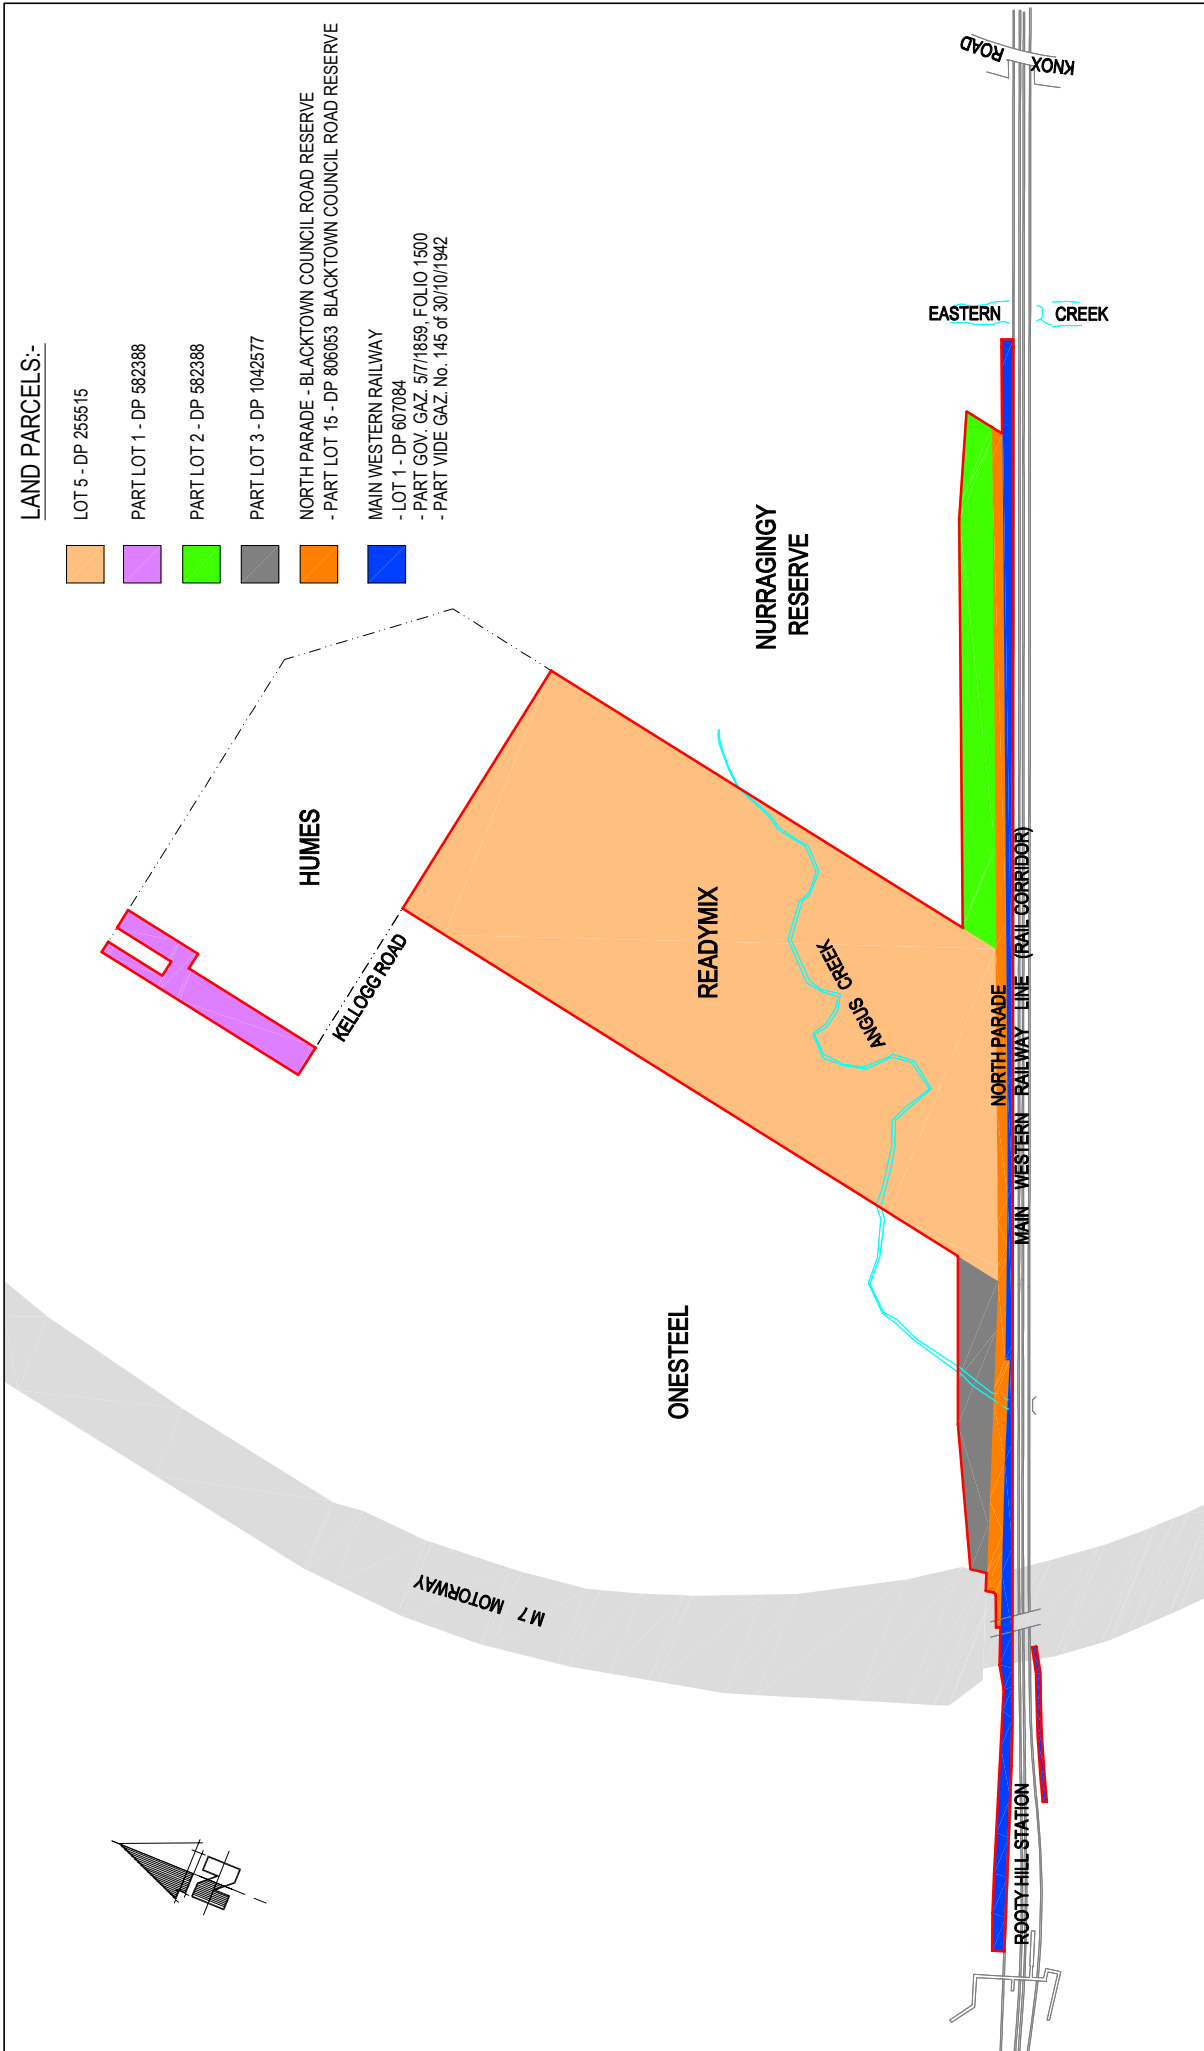 LAND PARCELS:-
LOT 5 - DP 255515
PART LOT 1 - DP 582388
PART LOT 2 - DP 582388
PART LOT 3 - DP 1042577
NORTH PARADE - BLACKTOWN COUNCIL ROAD RESERVE
- PART LOT 15 - DP 806053 BLACKTOWN COUNCIL ROAD RESERVE
MAIN WESTERN RAILWAY
- LOT 1 - DP 607084
- PART GOV. GAZ. 5/7/1859, FOLIO 1500
- PART VIDE GAZ. No. 145 of 30/10/1942
HUMES
KELLOGG ROAD
READYMIX
ANGUS CREEK
NURRAGINGY
RESERVE
ONESTEEL
M 7 MOTORWAY
NORTH PARADE
MAIN WESTERN RAILWAY LINE (RAIL CORRIDOR)
EASTERN CREEK
KNOX
ROAD
ROOTY HILL STATION
N